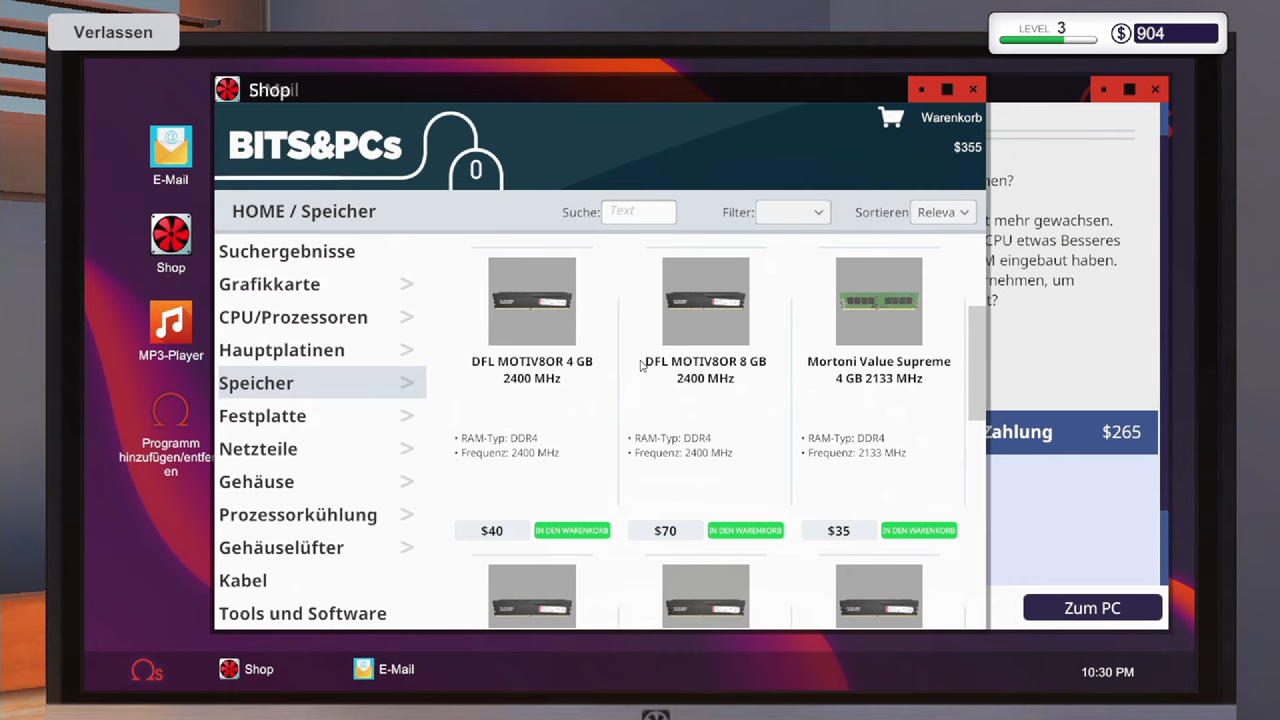 Verlassen
LEVEL 3
$ 904
Shop
BITS&PCs
Warenkorb
$355
HOME / Speicher
Suche: Text
Filter:
Sortieren Releva
E-Mail
Shop
MP3-Player
Programm
hinzufügen/entfer
en
Suchergebnisse
Grafikkarte >
CPU/Prozessoren >
Hauptplatinen >
Speicher >
Festplatte >
Netzteile >
Gehäuse >
Prozessorkühlung >
Gehäuselüfter >
Kabel
Tools und Software
DFL MOTIV8OR 4 GB
2400 MHz
• RAM-Typ: DDR4
• Frequenz: 2400 MHz
$40 IN DEN WARENKORB
DFL MOTIV8OR 8 GB
2400 MHz
• RAM-Typ: DDR4
• Frequenz: 2400 MHz
$70 IN DEN WARENKORB
Mortoni Value Supreme
4 GB 2133 MHz
• RAM-Typ: DDR4
• Frequenz: 2133 MHz
$35 IN DEN WARENKORB
nen?
t mehr gewachsen.
CPU etwas Besseres
M eingebaut haben.
rnehmen, um
t?
Zahlung $265
Zum PC
Ωs
Shop
E-Mail
10:30 PM